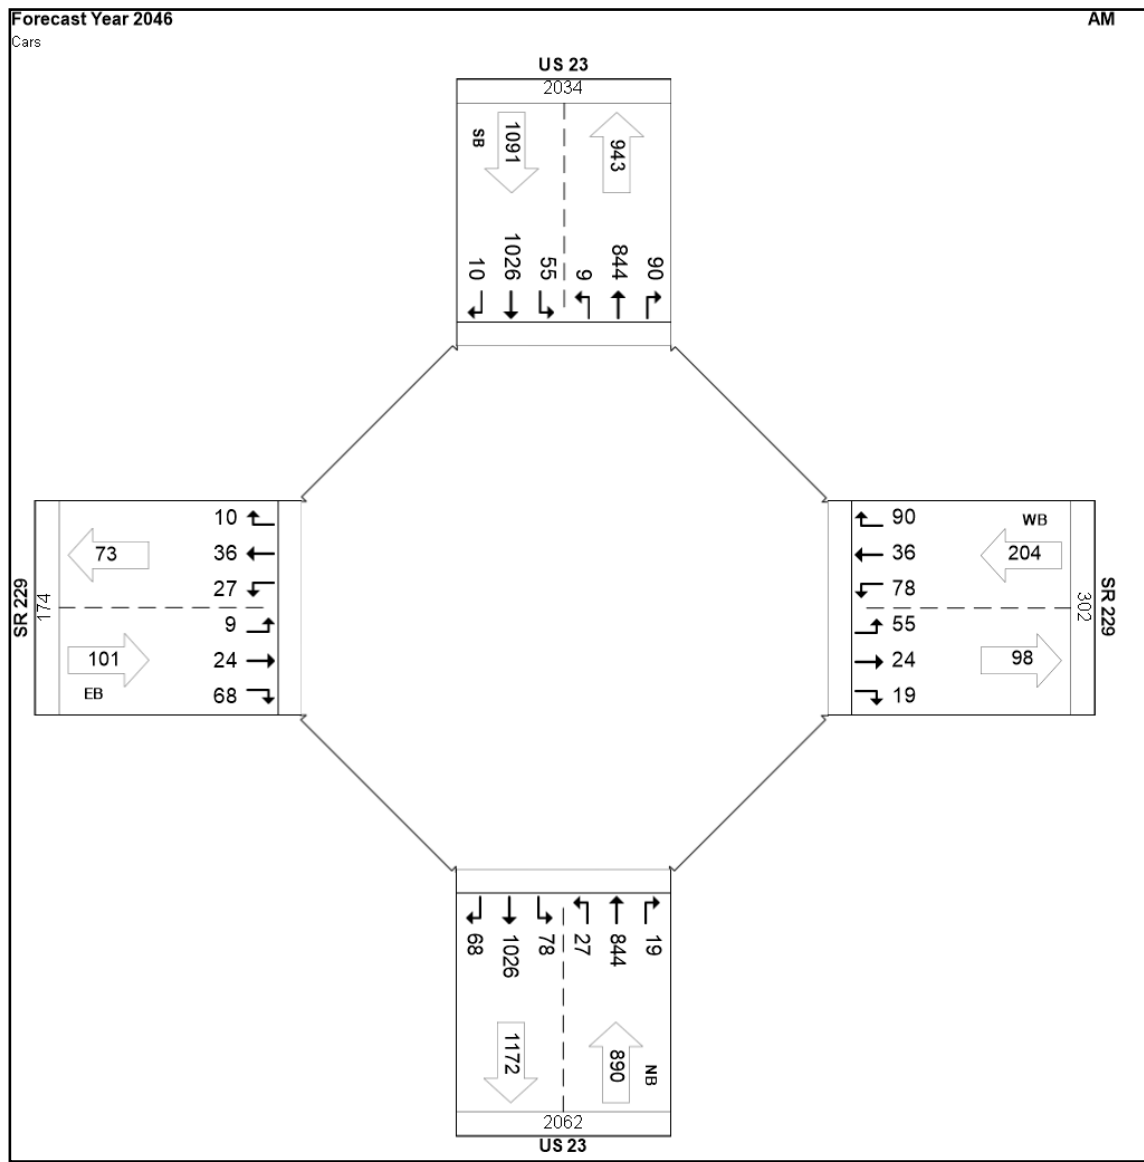 Forecast Year 2046 AM
Cars
US 23
2034
SB 1091 943
10 1026 55 9 844 90
10 90 WB
73 36 36 204
27 78
SR 229 174 302 SR 229
9 55
101 24 24 98
EB 68 19
68 1026 78 27 844 19
1172 890 NB
2062
US 23